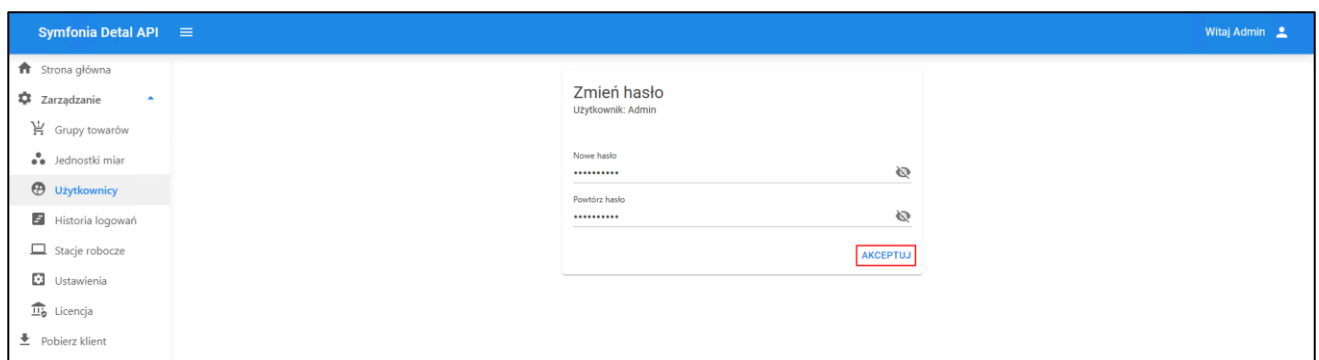 Symfonia Detal API
Witaj Admin
Strona główna
Zarządzanie
Grupy towarów
Jednostki miar
Użytkownicy
Historia logowań
Stacje robocze
Ustawienia
Licencja
Pobierz klient
Zmień hasło
Użytkownik: Admin
Nowe hasło
••••••••••
Powtórz hasło
••••••••••
AKCEPTUJ